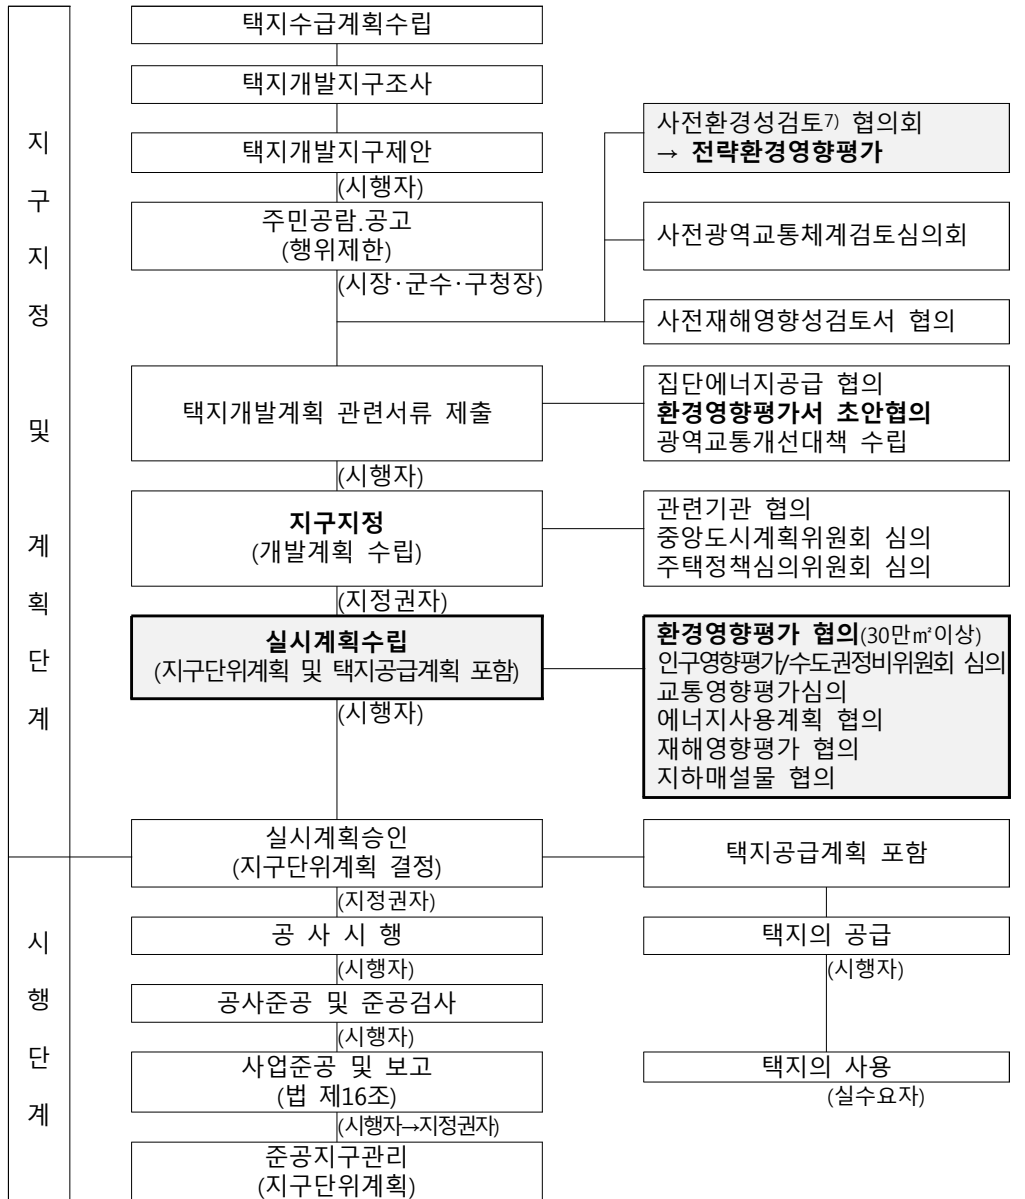 지구지정 및 계획단계
택지수급계획수립
택지개발지구조사
택지개발지구제안
(시행자)
사전환경성검토7) 협의회
→ 전략환경영향평가
주민공람.공고
(행위제한)
(시장·군수·구청장)
사전광역교통체계검토심의회
사전재해영향성검토서 협의
택지개발계획 관련서류 제출
(시행자)
집단에너지공급 협의
환경영향평가서 초안협의
광역교통개선대책 수립
지구지정
(개발계획 수립)
(지정권자)
관련기관 협의
중앙도시계획위원회 심의
주택정책심의위원회 심의
실시계획수립
(지구단위계획 및 택지공급계획 포함)
(시행자)
환경영향평가 협의(30만㎡이상)
인구영향평가/수도권정비위원회 심의
교통영향평가심의
에너지사용계획 협의
재해영향평가 협의
지하매설물 협의
시행단계
실시계획승인
(지구단위계획 결정)
(지정권자)
택지공급계획 포함
공 사 시 행
(시행자)
택지의 공급
(시행자)
공사준공 및 준공검사
(시행자)
사업준공 및 보고
(법 제16조)
(시행자→지정권자)
택지의 사용
(실수요자)
준공지구관리
(지구단위계획)